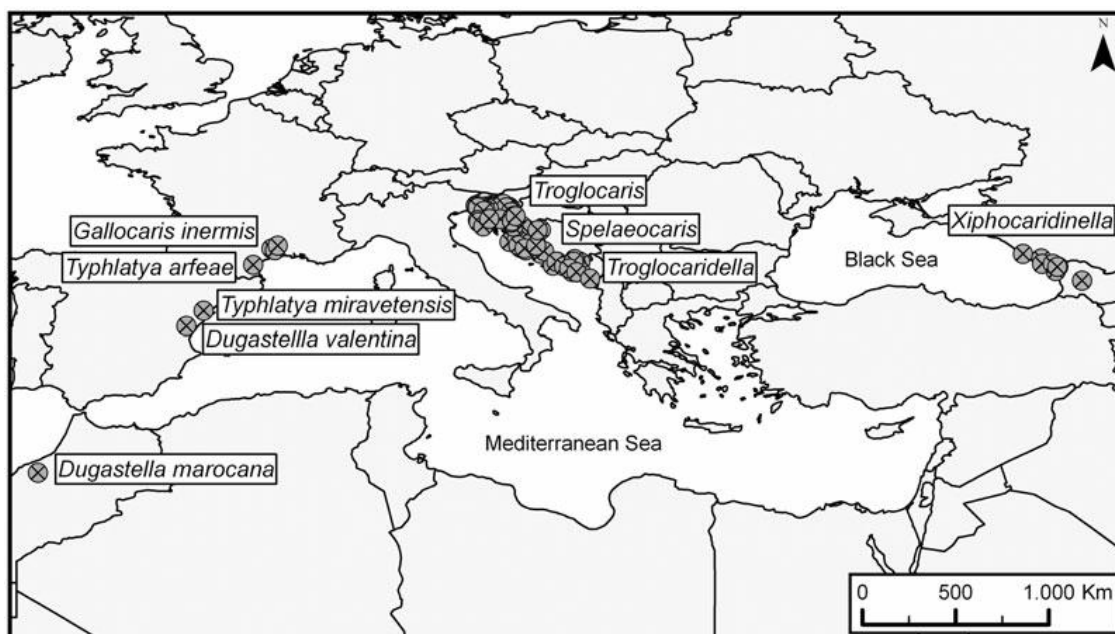 N
Troglocaris
Gallocaris inermis
Spelaeocaris
Xiphocaridinella
Typhlatya arfeae
Troglocaridella
Black Sea
Typhlatya miravetensis
Dugastellla valentina
Mediterranean Sea
Dugastella marocana
0 500 1.000 Km